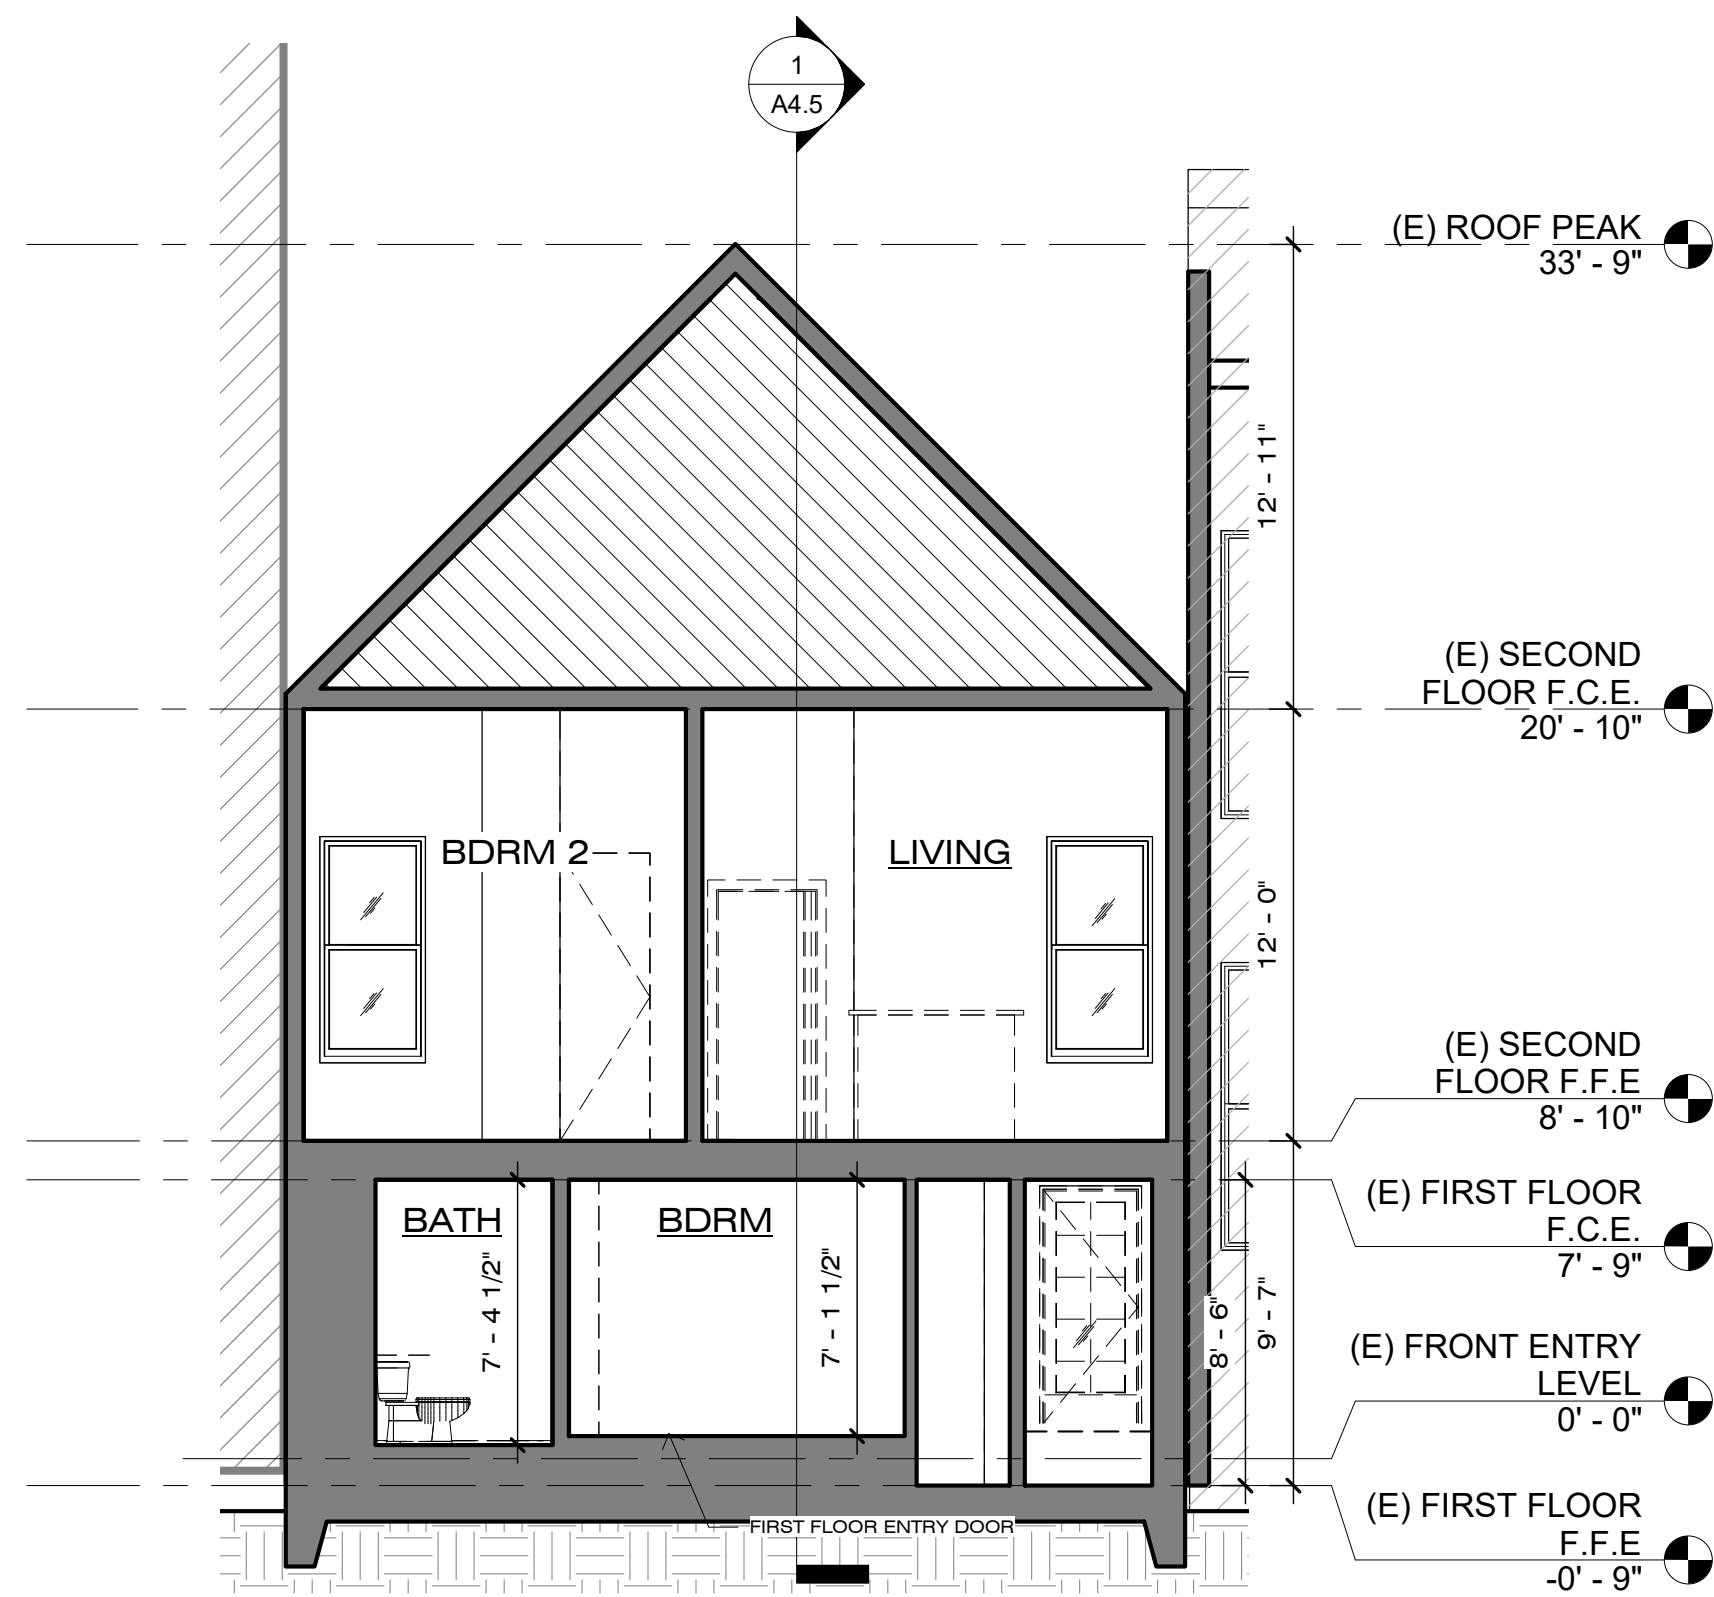 1
A4.5
(E) ROOF PEAK
33' - 9"
12' - 11"
(E) SECOND
FLOOR F.C.E.
20' - 10"
BDRM 2
LIVING
12' - 0"
(E) SECOND
FLOOR F.F.E
8' - 10"
(E) FIRST FLOOR
F.C.E.
7' - 9"
BATH
BDRM
7' - 4 1/2"
7' - 1 1/2"
8' - 6"
9' - 7"
(E) FRONT ENTRY
LEVEL
0' - 0"
(E) FIRST FLOOR
F.F.E
-0' - 9"
FIRST FLOOR ENTRY DOOR